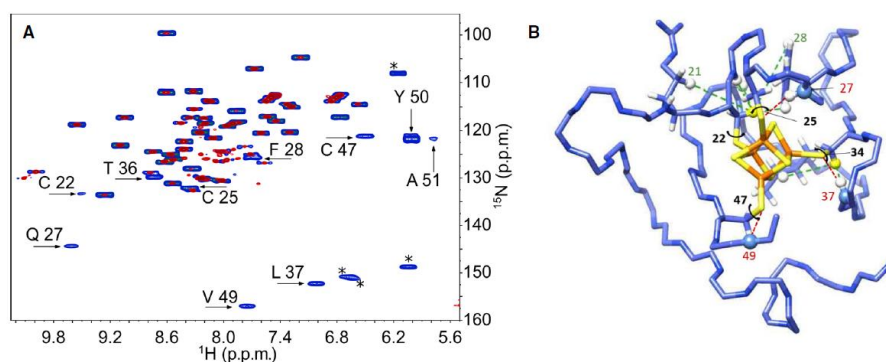 A
*
Y 50
C 47
F 28
A 51
T 36
C 22
C 25
Q 27
*
L 37
*
*
V 49
100
110
120
130
140
150
160
¹⁵N (p.p.m.)
9.8 9.2 8.6 8.0 7.4 6.8 6.2 5.6
¹H (p.p.m.)
B
28
21
27
25
22
34
37
47
49